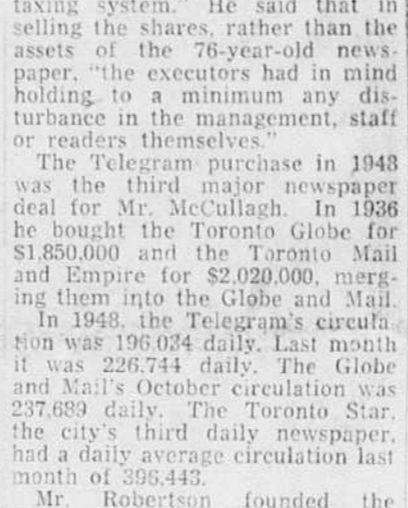 taxing system." He said that in
selling the shares, rather than the
assets of the 76-year-old news-
paper, "the executors had in mind
holding to a minimum any dis-
turbance in the management, staff
or readers themselves."
The Telegram purchase in 1948
was the third major newspaper
deal for Mr. McCullagh. In 1936
he bought the Toronto Globe for
$1,850,000 and the Toronto Mail
and Empire for $2,020,000, merg-
ing them into the Globe and Mail.
In 1948, the Telegram's circula
tion was 196,034 daily. Last month
it was 226,744 daily. The Globe
and Mail's October circulation was
237,689 daily. The Toronto Star,
the city's third daily newspaper,
had a daily average circulation last
month of 396,443.
Mr. Robertson founded the